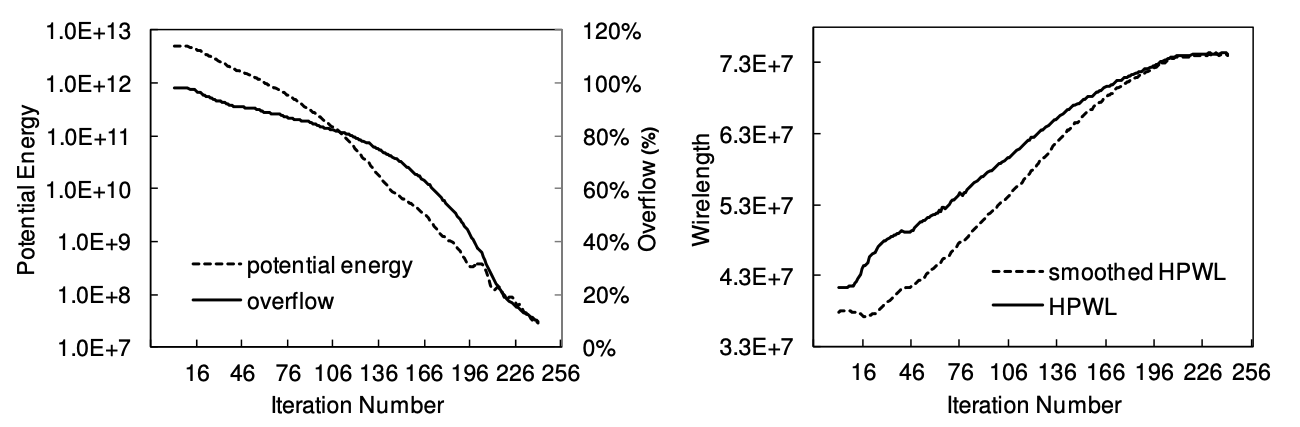 1.0E+13
1.0E+12
1.0E+11
1.0E+10
1.0E+9
1.0E+8
1.0E+7
Potential Energy
120%
100%
80%
60%
40%
20%
0%
Overflow (%)
potential energy
overflow
16 46 76 106 136 166 196 226 256
Iteration Number
7.3E+7
6.3E+7
5.3E+7
4.3E+7
3.3E+7
Wirelength
smoothed HPWL
HPWL
16 46 76 106 136 166 196 226 256
Iteration Number